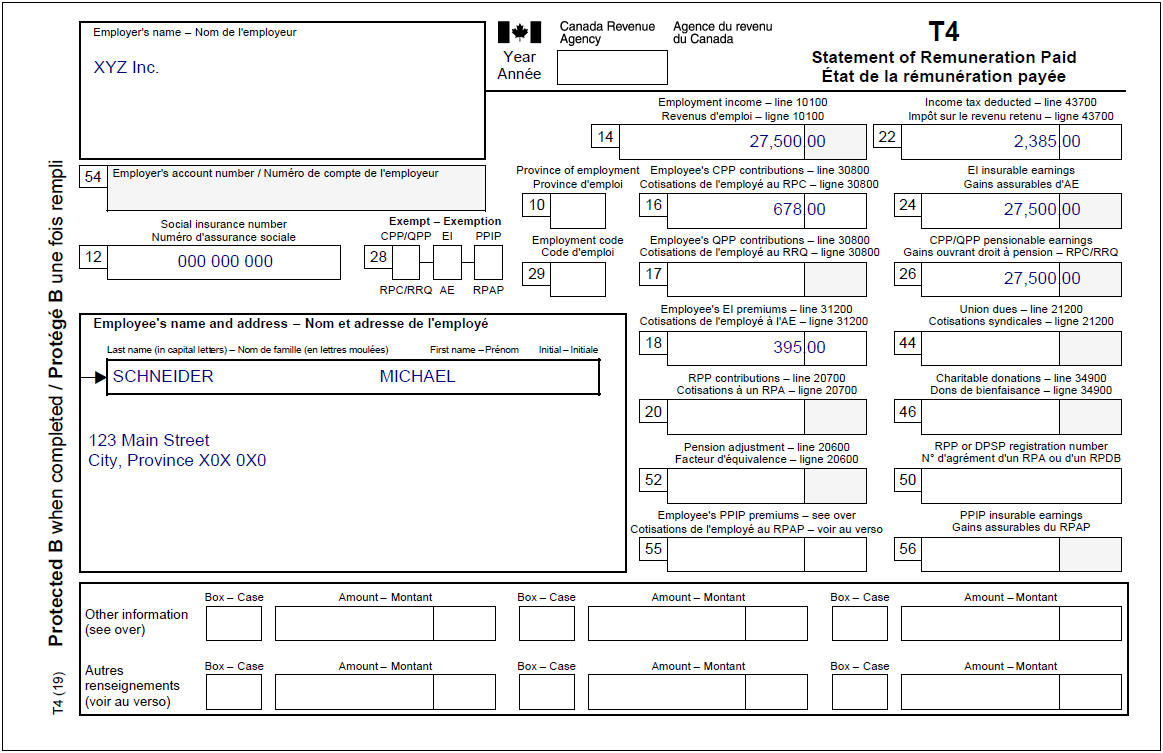 Employer's name – Nom de l'employeur
XYZ Inc.
Canada Revenue Agency
Agence du revenu du Canada
Year
Année
T4
Statement of Remuneration Paid
État de la rémunération payée
Employment income – line 10100
Revenus d'emploi – ligne 10100
14 27,500.00
Income tax deducted – line 43700
Impôt sur le revenu retenu – ligne 43700
22 2,385.00
54 Employer's account number / Numéro de compte de l'employeur
Province of employment
Province d'emploi
10
Employee's CPP contributions – line 30800
Cotisations de l'employé au RPC – ligne 30800
16 678.00
EI insurable earnings
Gains assurables d'AE
24 27,500.00
Social insurance number
Numéro d'assurance sociale
12 000 000 000
Exempt – Exemption
CPP/QPP EI PPIP
28
RPC/RRQ AE RPAP
Employment code
Code d'emploi
29
Employee's QPP contributions – line 30800
Cotisations de l'employé au RRQ – ligne 30800
17
CPP/QPP pensionable earnings
Gains ouvrant droit à pension – RPC/RRQ
26 27,500.00
Employee's name and address – Nom et adresse de l'employé
Last name (in capital letters) – Nom de famille (en lettres moulées) First name – Prénom Initial – Initiale
SCHNEIDER MICHAEL
123 Main Street
City, Province X0X 0X0
Employee's EI premiums – line 31200
Cotisations de l'employé à l'AE – ligne 31200
18 395.00
Union dues – line 21200
Cotisations syndicales – ligne 21200
44
RPP contributions – line 20700
Cotisations à un RPA – ligne 20700
20
Charitable donations – line 34900
Dons de bienfaisance – ligne 34900
46
Pension adjustment – line 20600
Facteur d'équivalence – ligne 20600
52
RPP or DPSP registration number
N° d'agrément d'un RPA ou d'un RPDB
50
Employee's PPIP premiums – see over
Cotisations de l'employé au RPAP – voir au verso
55
PPIP insurable earnings
Gains assurables du RPAP
56
Box – Case Amount – Montant Box – Case Amount – Montant Box – Case Amount – Montant
Other information
(see over)
Box – Case Amount – Montant Box – Case Amount – Montant Box – Case Amount – Montant
Autres
renseignements
(voir au verso)
Protected B when completed / Protégé B une fois rempli
T4 (19)